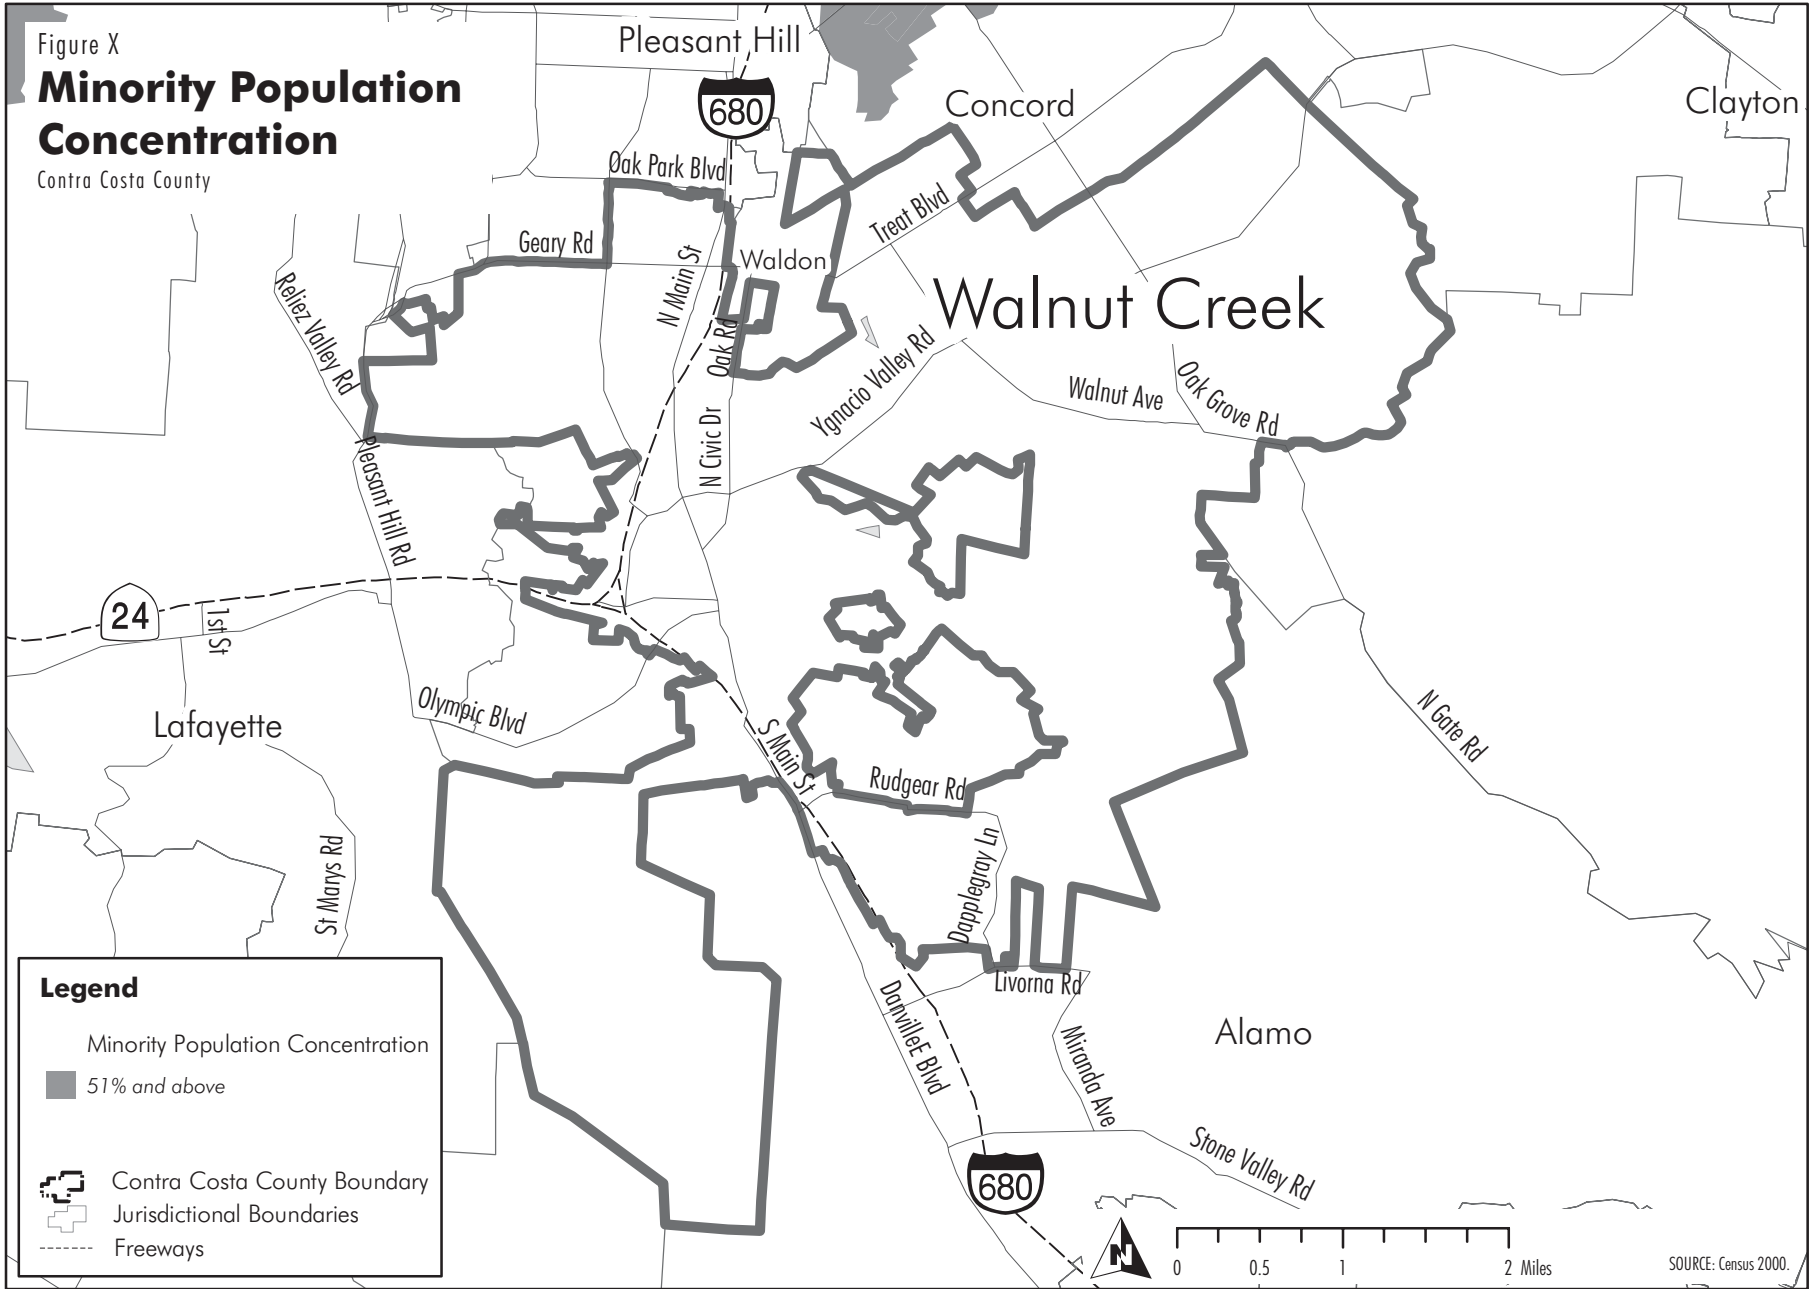 Figure X
Minority Population
Concentration
Contra Costa County
Pleasant Hill
680
Concord
Clayton
Oak Park Blvd
Geary Rd
N Main St
Waldon
Treat Blvd
Walnut Creek
Reliez Valley Rd
Oak Rd
Ygnacio Valley Rd
Walnut Ave
Oak Grove Rd
N Civic Dr
Pleasant Hill Rd
24
1st St
Lafayette
Olympic Blvd
S Main St
Rudgear Rd
N Gate Rd
St Marys Rd
Dapplegray Ln
Livorna Rd
DanvilleE Blvd
Miranda Ave
Alamo
Stone Valley Rd
680
Legend
Minority Population Concentration
51% and above
Contra Costa County Boundary
Jurisdictional Boundaries
Freeways
N
0 0.5 1 2 Miles
SOURCE: Census 2000.